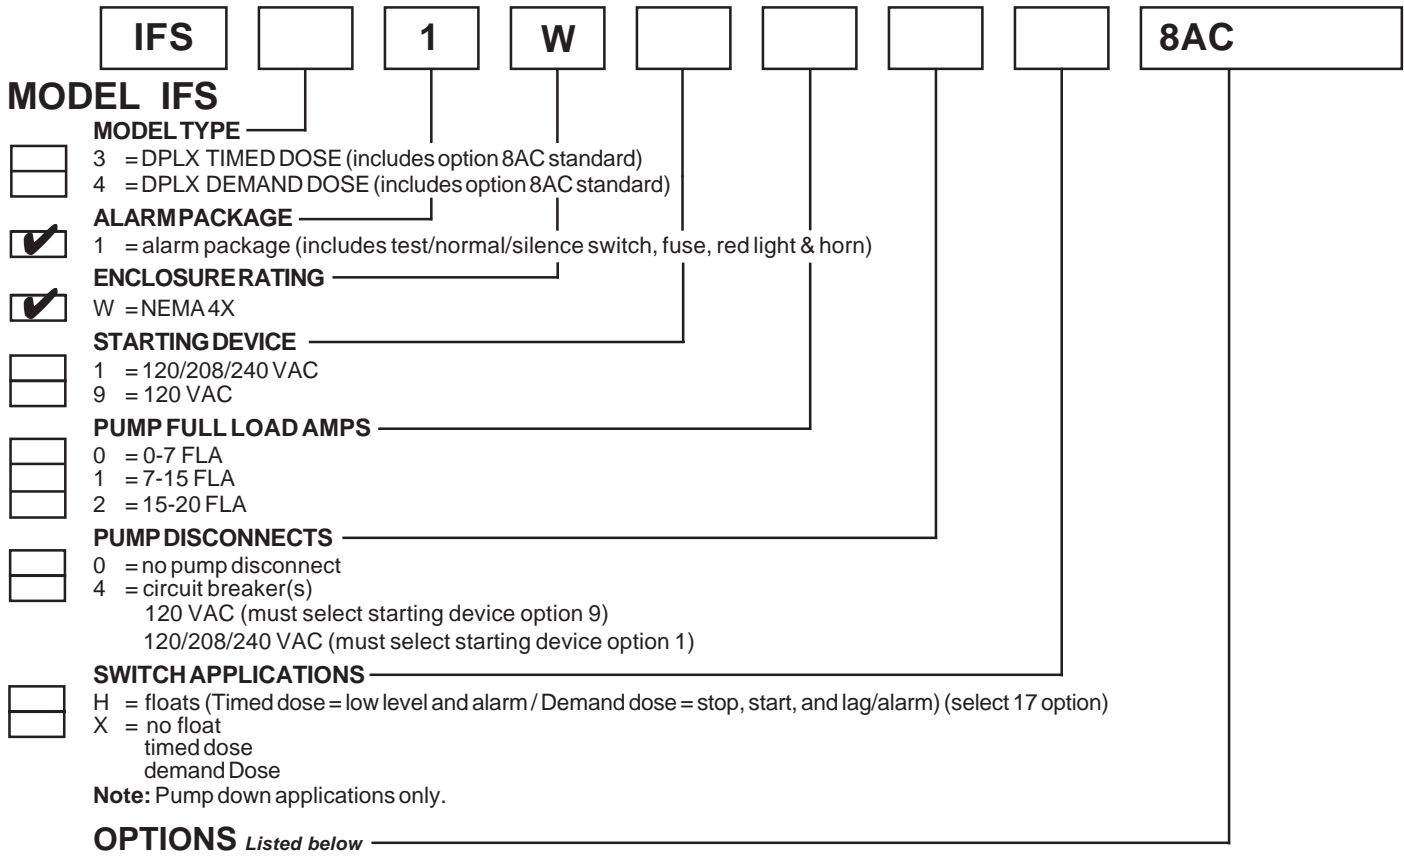 IFS 1 W 8AC
MODEL IFS
MODEL TYPE
3 = DPLX TIMED DOSE (includes option 8AC standard)
4 = DPLX DEMAND DOSE (includes option 8AC standard)
ALARM PACKAGE
1 = alarm package (includes test/normal/silence switch, fuse, red light & horn)
ENCLOSURE RATING
W = NEMA 4X
STARTING DEVICE
1 = 120/208/240 VAC
9 = 120 VAC
PUMP FULL LOAD AMPS
0 = 0-7 FLA
1 = 7-15 FLA
2 = 15-20 FLA
PUMP DISCONNECTS
0 = no pump disconnect
4 = circuit breaker(s)
120 VAC (must select starting device option 9)
120/208/240 VAC (must select starting device option 1)
SWITCH APPLICATIONS
H = floats (Timed dose = low level and alarm / Demand dose = stop, start, and lag/alarm) (select 17 option)
X = no float
timed dose
demand Dose
Note: Pump down applications only.
OPTIONS Listed below